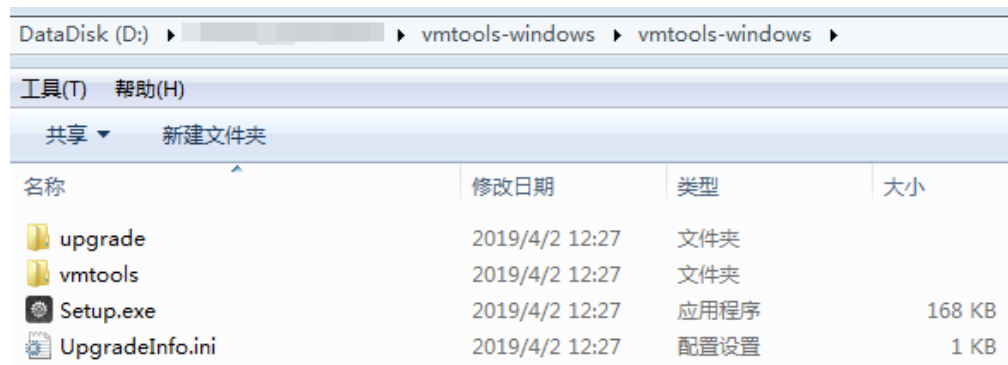 DataDisk (D:) ▸ ▸ vmtools-windows ▸ vmtools-windows ▸
工具(T) 帮助(H)
共享 ▼ 新建文件夹
名称 修改日期 类型 大小
upgrade 2019/4/2 12:27 文件夹
vmtools 2019/4/2 12:27 文件夹
Setup.exe 2019/4/2 12:27 应用程序 168 KB
UpgradeInfo.ini 2019/4/2 12:27 配置设置 1 KB